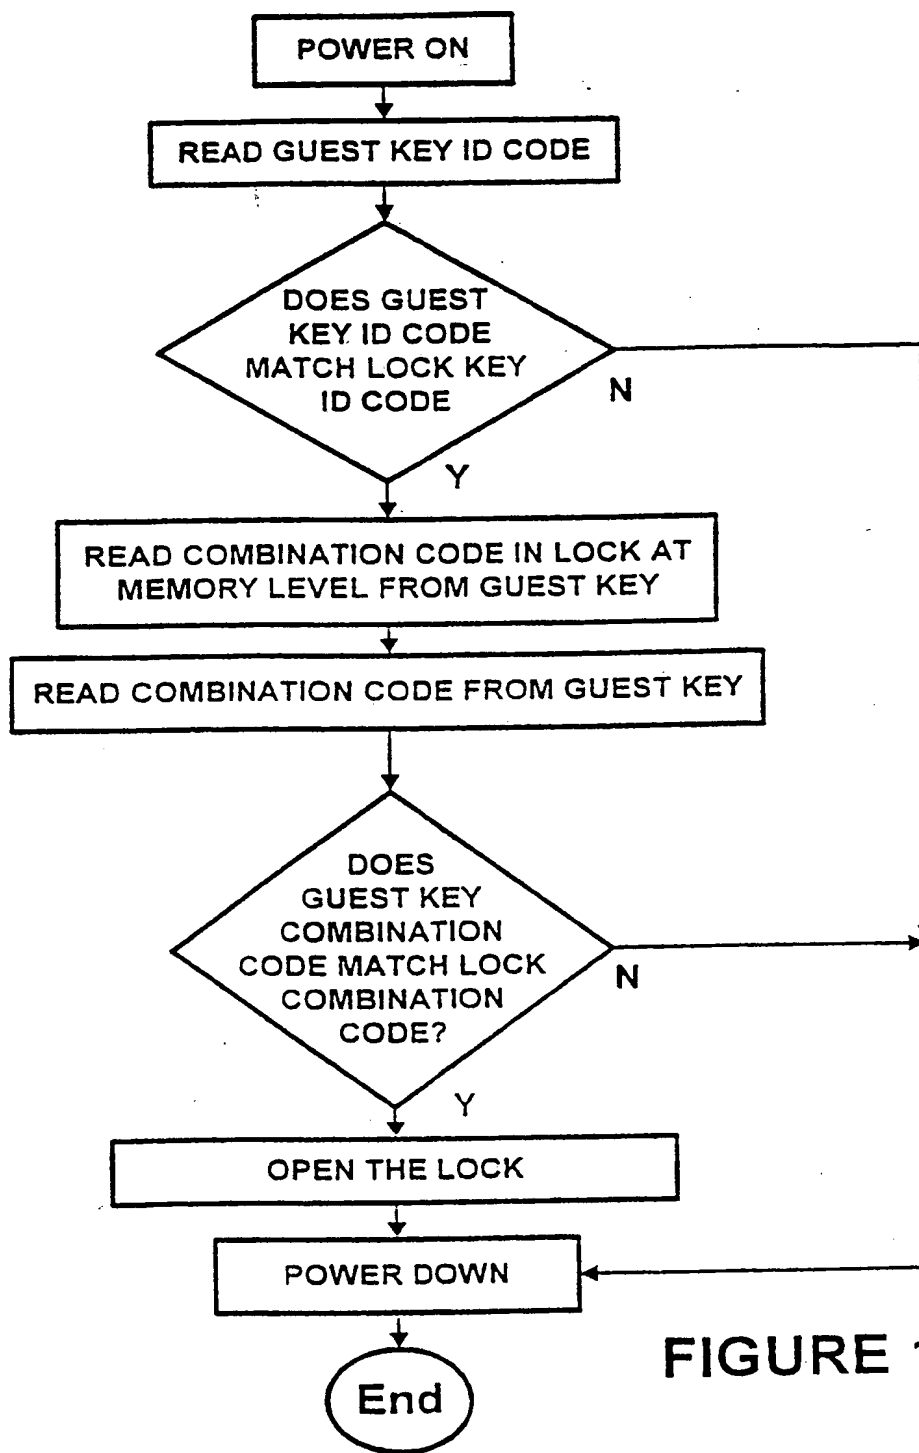 POWER ON
READ GUEST KEY ID CODE
DOES GUEST
KEY ID CODE
MATCH LOCK KEY
ID CODE
N
Y
READ COMBINATION CODE IN LOCK AT
MEMORY LEVEL FROM GUEST KEY
READ COMBINATION CODE FROM GUEST KEY
DOES
GUEST KEY
COMBINATION
CODE MATCH LOCK
COMBINATION
CODE?
N
Y
OPEN THE LOCK
POWER DOWN
End
FIGURE